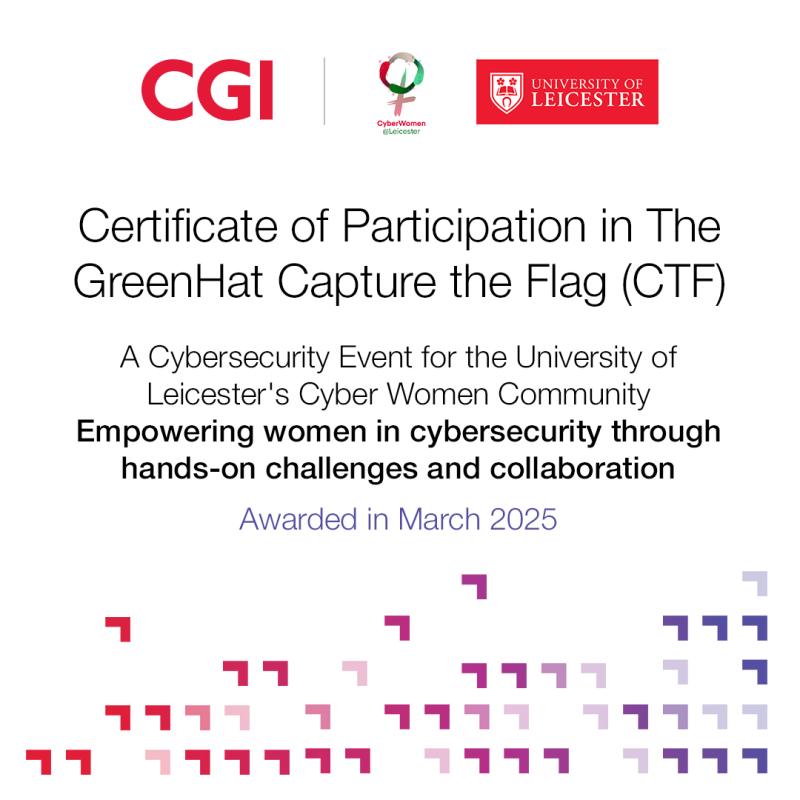 CGI
CyberWomen
@Leicester
UNIVERSITY OF
LEICESTER
Certificate of Participation in The
GreenHat Capture the Flag (CTF)
A Cybersecurity Event for the University of
Leicester's Cyber Women Community
Empowering women in cybersecurity through
hands-on challenges and collaboration
Awarded in March 2025